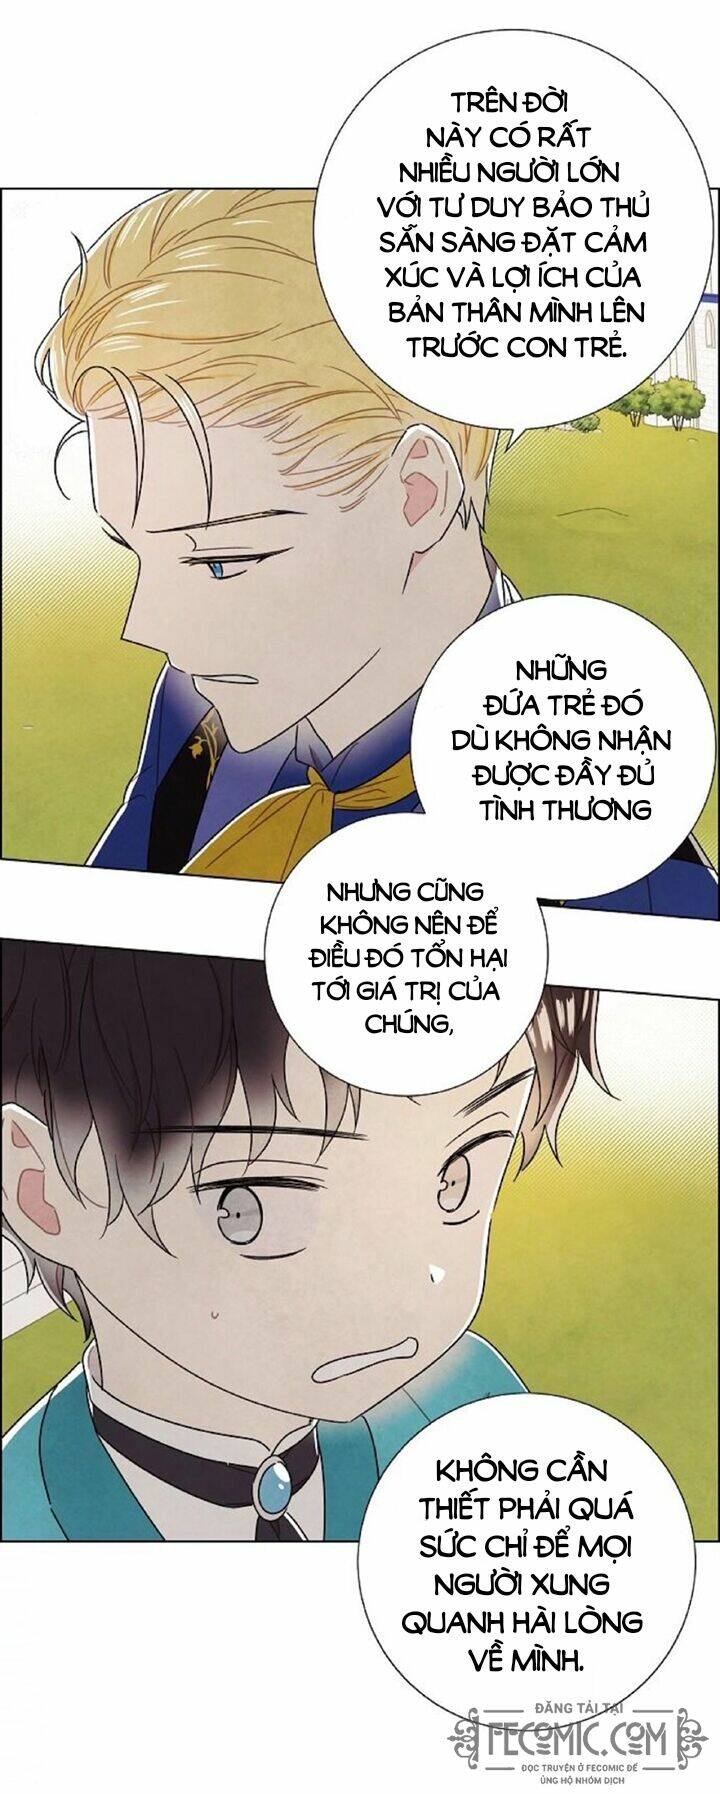 TRÊN ĐỜI
NÀY CÓ RẤT
NHIỀU NGƯỜI LỚN
VỚI TƯ DUY BẢO THỦ
SẴN SÀNG ĐẶT CẢM
XÚC VÀ LỢI ÍCH CỦA
BẢN THÂN MÌNH LÊN
TRƯỚC CON TRẺ.
NHỮNG
ĐỨA TRẺ ĐÓ
DÙ KHÔNG NHẬN
ĐƯỢC ĐẦY ĐỦ
TÌNH THƯƠNG
NHƯNG CŨNG
KHÔNG NÊN ĐỂ
ĐIỀU ĐÓ TỔN HẠI
TỚI GIÁ TRỊ CỦA
CHÚNG,
KHÔNG CẦN
THIẾT PHẢI QUÁ
SỨC CHỈ ĐỂ MỌI
NGƯỜI XUNG
QUANH HÀI LÒNG
VỀ MÌNH.
ĐĂNG TẢI TẠI
FECOMIC.COM
ĐỌC TRUYỆN Ở FECOMIC ĐỂ
ỦNG HỘ NHÓM DỊCH